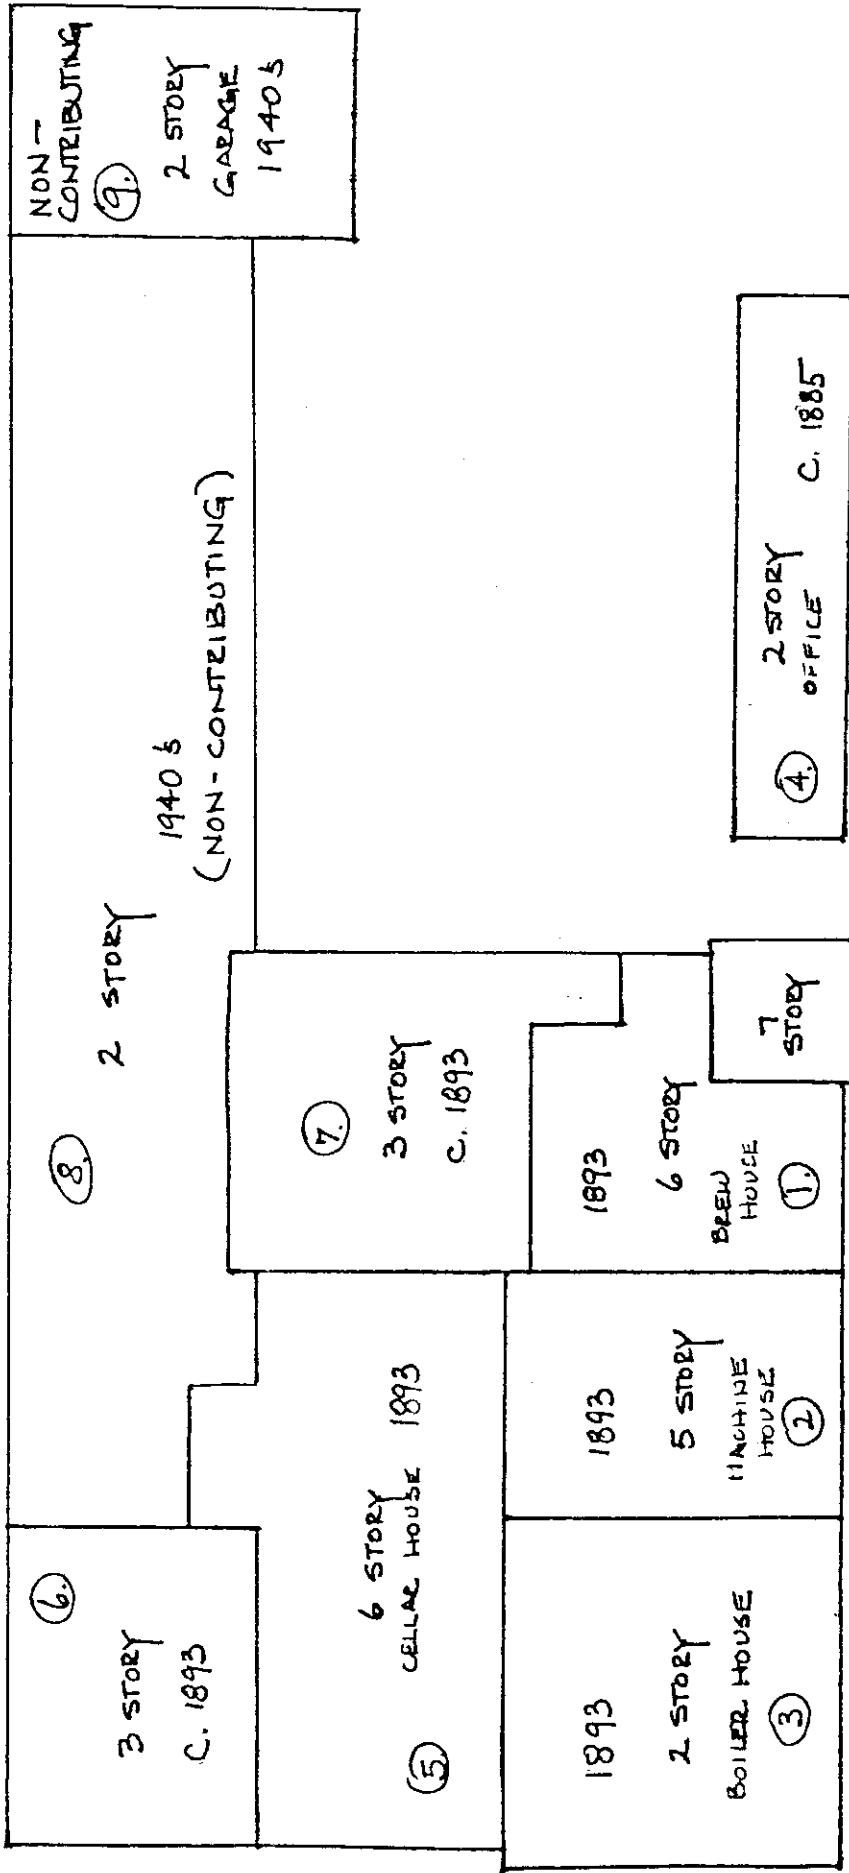 NON-
CONTRIBUTING
9.
2 STORY
GARAGE
1940's
8.
2 STORY
1940's
(NON-CONTRIBUTING)
6.
3 STORY
C. 1893
7.
3 STORY
C. 1893
5.
6 STORY
CELLAR HOUSE 1893
1893
2 STORY
BOILER HOUSE
3
1893
5 STORY
MACHINE
HOUSE
2
1893
6 STORY
BREW
HOUSE
1.
7
STORY
4.
2 STORY
OFFICE C. 1885